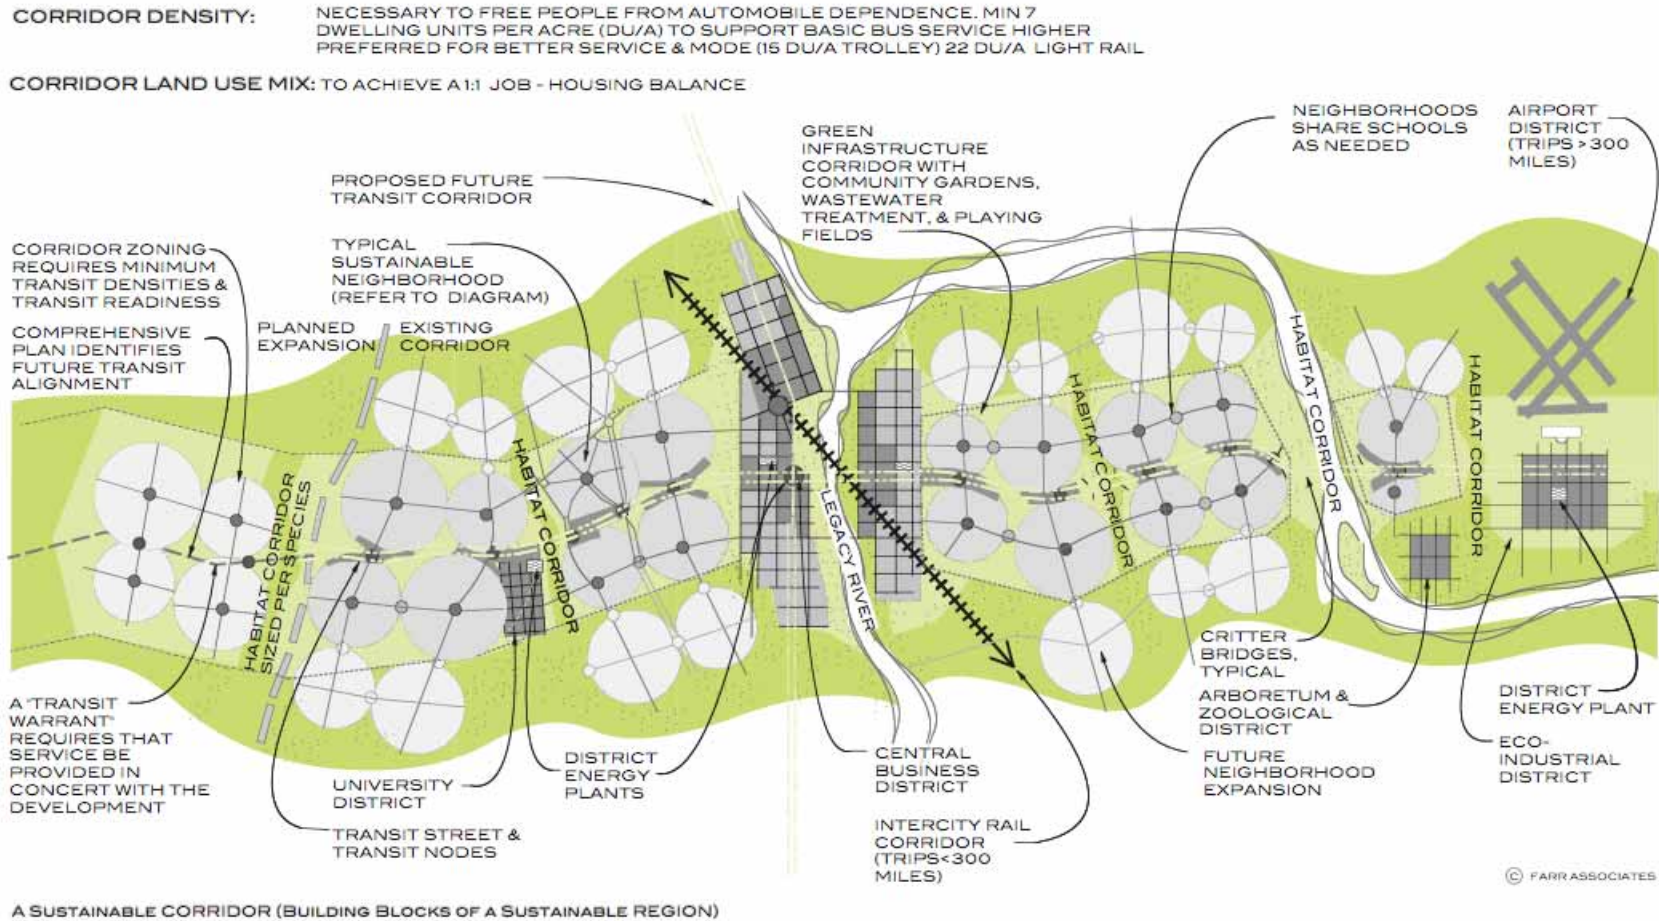 CORRIDOR DENSITY: NECESSARY TO FREE PEOPLE FROM AUTOMOBILE DEPENDENCE. MIN 7
DWELLING UNITS PER ACRE (DU/A) TO SUPPORT BASIC BUS SERVICE HIGHER
PREFERRED FOR BETTER SERVICE & MODE (15 DU/A TROLLEY) 22 DU/A LIGHT RAIL
CORRIDOR LAND USE MIX: TO ACHIEVE A 1:1 JOB - HOUSING BALANCE
NEIGHBORHOODS
SHARE SCHOOLS
AS NEEDED
AIRPORT
DISTRICT
(TRIPS > 300
MILES)
GREEN
INFRASTRUCTURE
CORRIDOR WITH
COMMUNITY GARDENS,
WASTEWATER
TREATMENT, & PLAYING
FIELDS
PROPOSED FUTURE
TRANSIT CORRIDOR
CORRIDOR ZONING
REQUIRES MINIMUM
TRANSIT DENSITIES &
TRANSIT READINESS
TYPICAL
SUSTAINABLE
NEIGHBORHOOD
(REFER TO DIAGRAM)
COMPREHENSIVE
PLAN IDENTIFIES
FUTURE TRANSIT
ALIGNMENT
PLANNED
EXPANSION
EXISTING
CORRIDOR
HABITAT CORRIDOR
SIZED PER SPECIES
HABITAT CORRIDOR
LEGACY RIVER
HABITAT CORRIDOR
HABITAT CORRIDOR
HABITAT CORRIDOR
A "TRANSIT
WARRANT"
REQUIRES THAT
SERVICE BE
PROVIDED IN
CONCERT WITH THE
DEVELOPMENT
UNIVERSITY
DISTRICT
TRANSIT STREET &
TRANSIT NODES
DISTRICT
ENERGY
PLANTS
CENTRAL
BUSINESS
DISTRICT
INTERCITY RAIL
CORRIDOR
(TRIPS<300
MILES)
CRITTER
BRIDGES,
TYPICAL
ARBORETUM &
ZOOLOGICAL
DISTRICT
FUTURE
NEIGHBORHOOD
EXPANSION
DISTRICT
ENERGY PLANT
ECO-
INDUSTRIAL
DISTRICT
© FARR ASSOCIATES
A SUSTAINABLE CORRIDOR (BUILDING BLOCKS OF A SUSTAINABLE REGION)